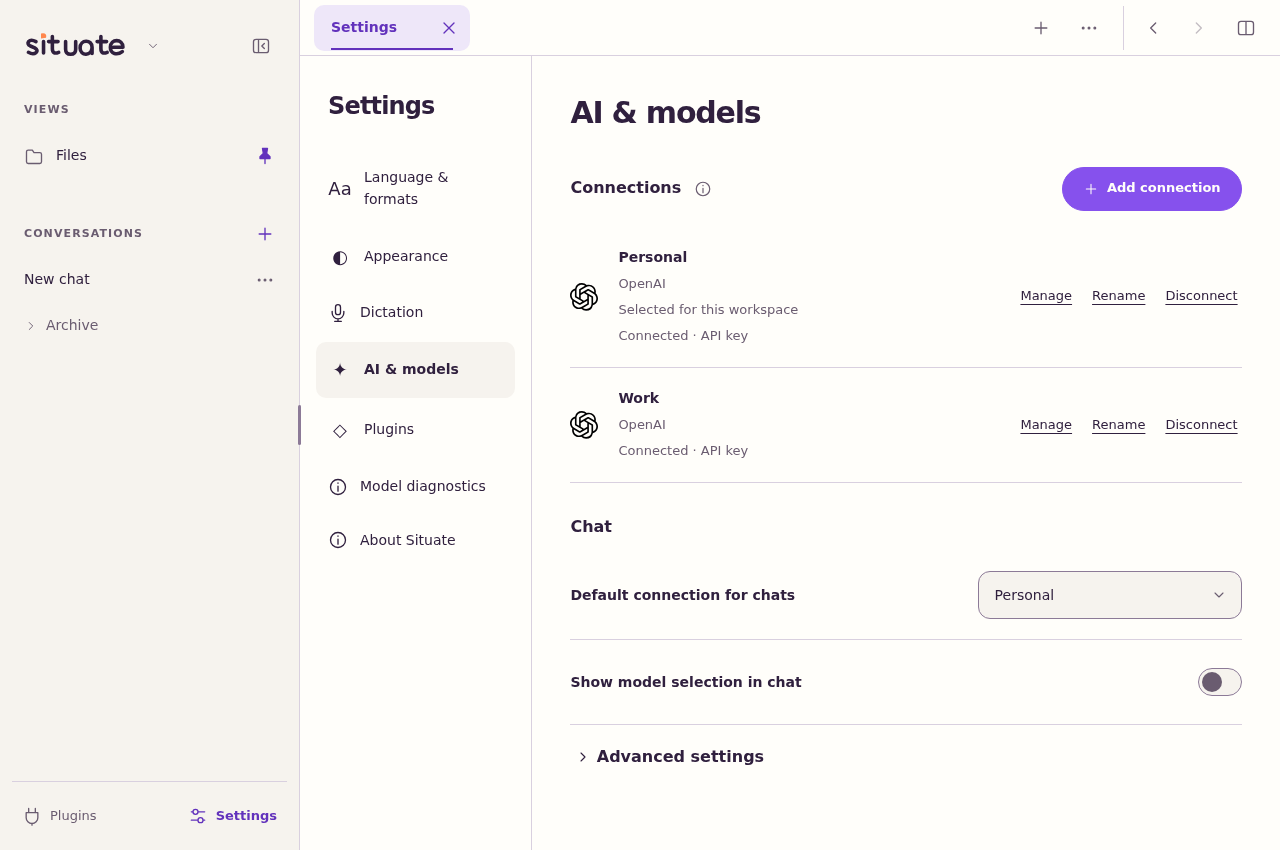 situate
VIEWS
Files
CONVERSATIONS
New chat
Archive
Plugins
Settings
Settings
Settings
Aa
Language &
formats
Appearance
Dictation
AI & models
Plugins
Model diagnostics
About Situate
AI & models
Connections
Add connection
Personal
OpenAI
Selected for this workspace
Connected · API key
Manage Rename Disconnect
Work
OpenAI
Connected · API key
Manage Rename Disconnect
Chat
Default connection for chats
Personal
Show model selection in chat
Advanced settings